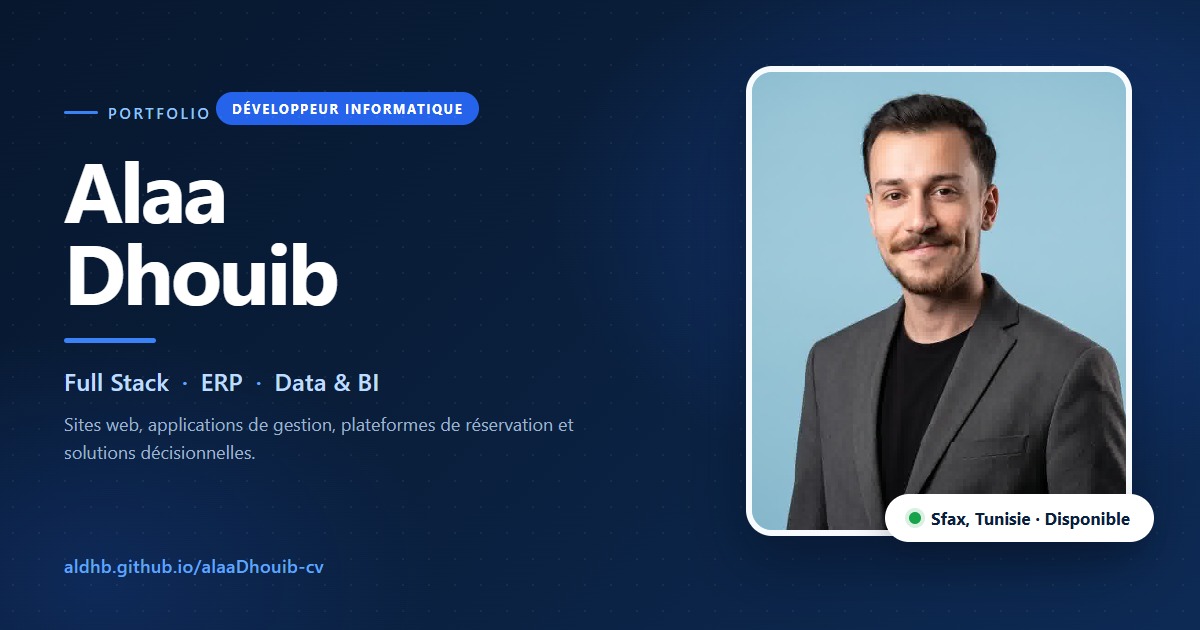 PORTFOLIO DÉVELOPPEUR INFORMATIQUE
Alaa
Dhouib
Full Stack · ERP · Data & BI
Sites web, applications de gestion, plateformes de réservation et
solutions décisionnelles.
Sfax, Tunisie · Disponible
aldhb.github.io/alaaDhouib-cv